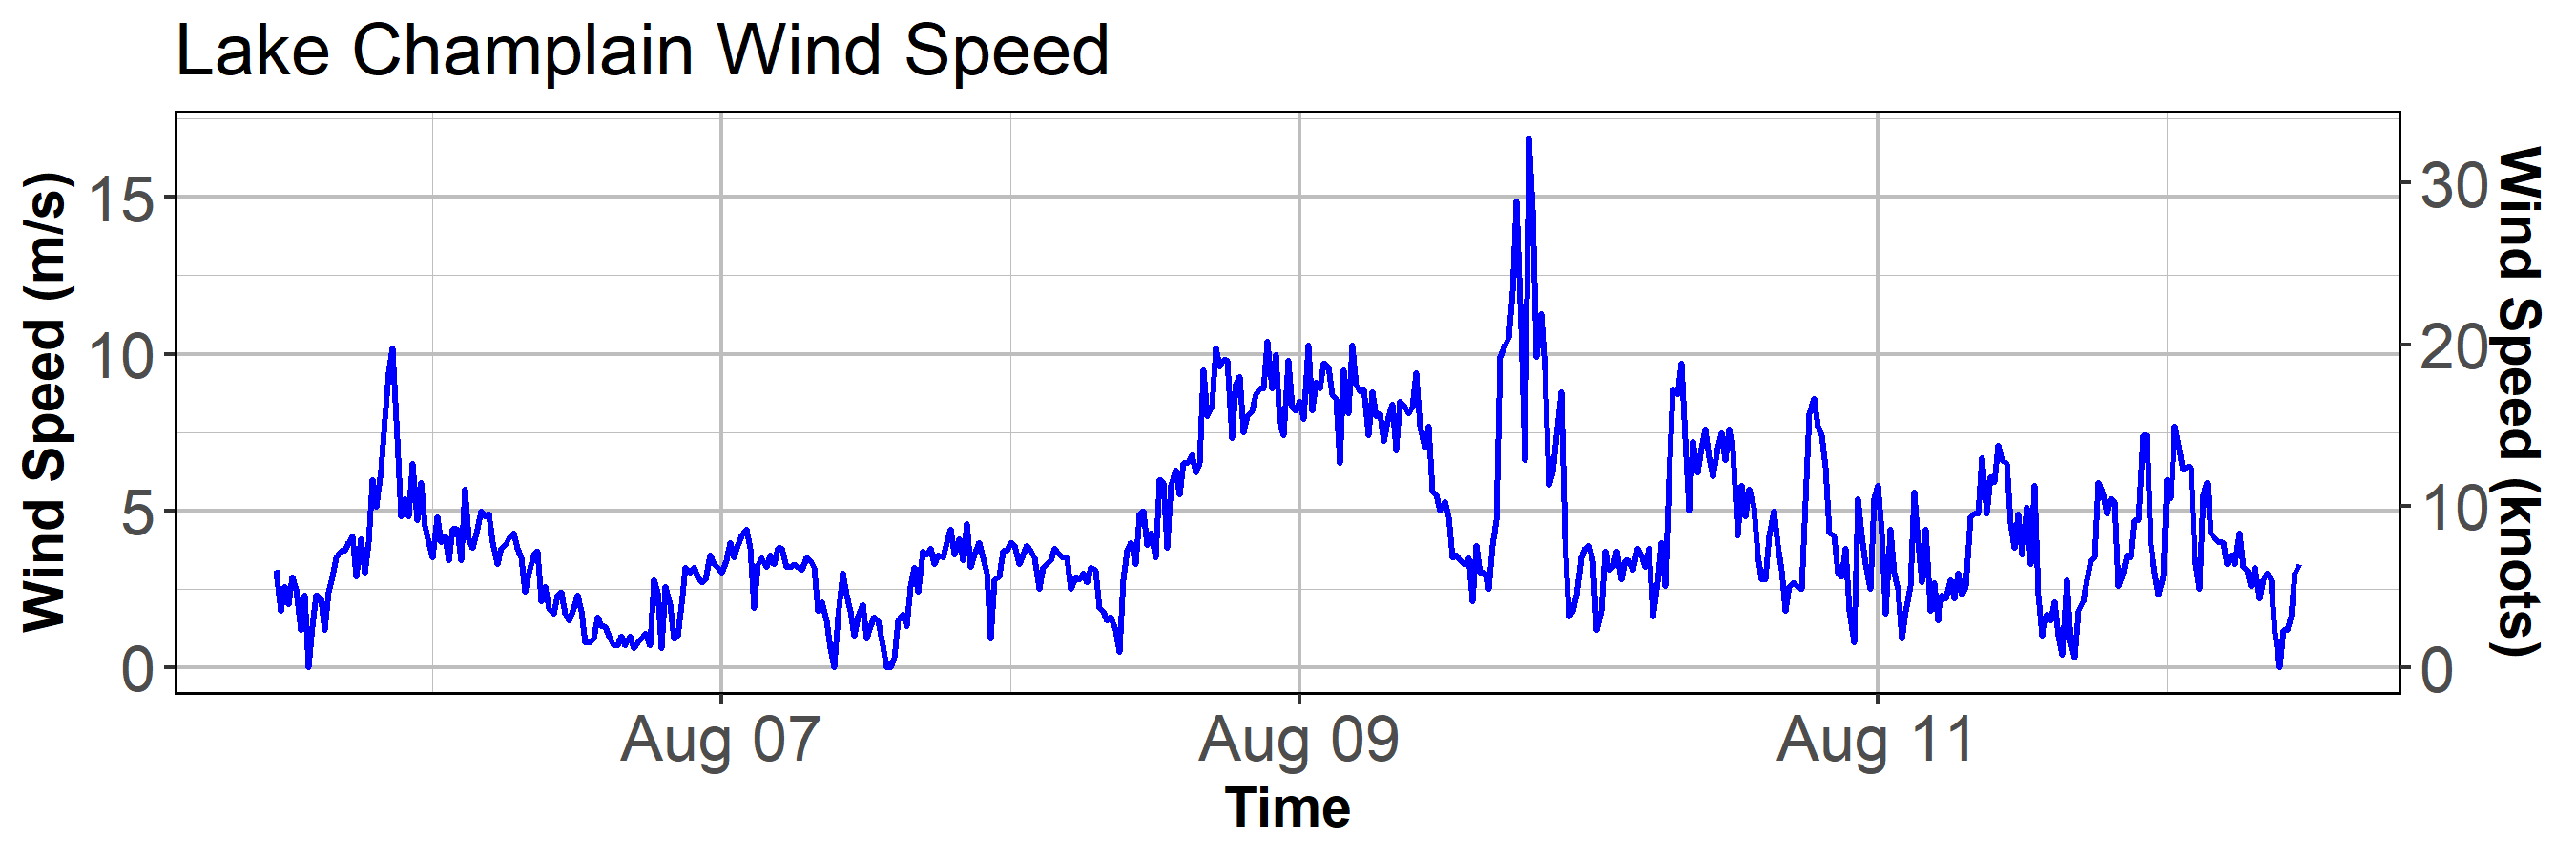 Lake Champlain Wind Speed
Wind Speed (m/s)
15
10
5
0
30
20
10
0
Wind Speed (knots)
Aug 07
Aug 09
Aug 11
Time